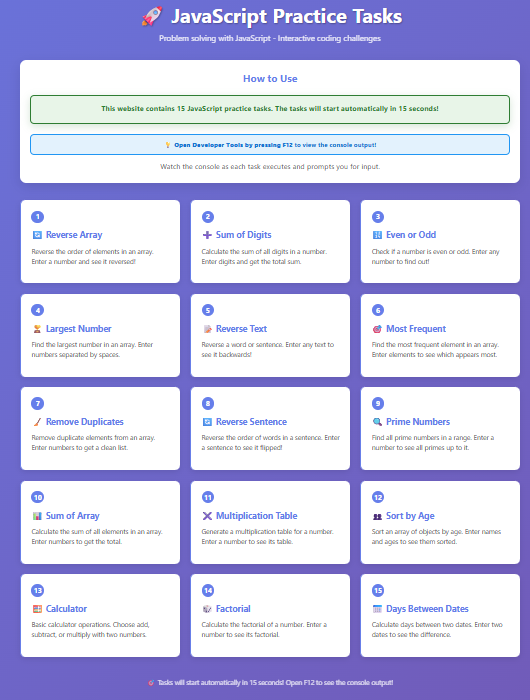 🚀 JavaScript Practice Tasks
Problem solving with JavaScript - Interactive coding challenges
How to Use
This website contains 15 JavaScript practice tasks. The tasks will start automatically in 15 seconds!
💡 Open Developer Tools by pressing F12 to view the console output!
Watch the console as each task executes and prompts you for input.
1
Reverse Array
Reverse the order of elements in an array.
Enter a number and see it reversed!
2
➕ Sum of Digits
Calculate the sum of all digits in a number.
Enter digits and get the total sum.
3
Even or Odd
Check if a number is even or odd. Enter any
number to find out!
4
Largest Number
Find the largest number in an array. Enter
numbers separated by spaces.
5
Reverse Text
Reverse a word or sentence. Enter any text to
see it backwards!
6
Most Frequent
Find the most frequent element in an array.
Enter elements to see which appears most.
7
Remove Duplicates
Remove duplicate elements from an array.
Enter numbers to get a clean list.
8
Reverse Sentence
Reverse the order of words in a sentence. Enter
a sentence to see it flipped!
9
Prime Numbers
Find all prime numbers in a range. Enter a
number to see all primes up to it.
10
Sum of Array
Calculate the sum of all elements in an array.
Enter numbers to get the total.
11
Multiplication Table
Generate a multiplication table for a number.
Enter a number to see its table.
12
Sort by Age
Sort an array of objects by age. Enter names
and ages to see them sorted.
13
Calculator
Basic calculator operations. Choose add,
subtract, or multiply with two numbers.
14
Factorial
Calculate the factorial of a number. Enter a
number to see its factorial.
15
Days Between Dates
Calculate days between two dates. Enter two
dates to see the difference.
🎯 Tasks will start automatically in 15 seconds! Open F12 to see the console output!